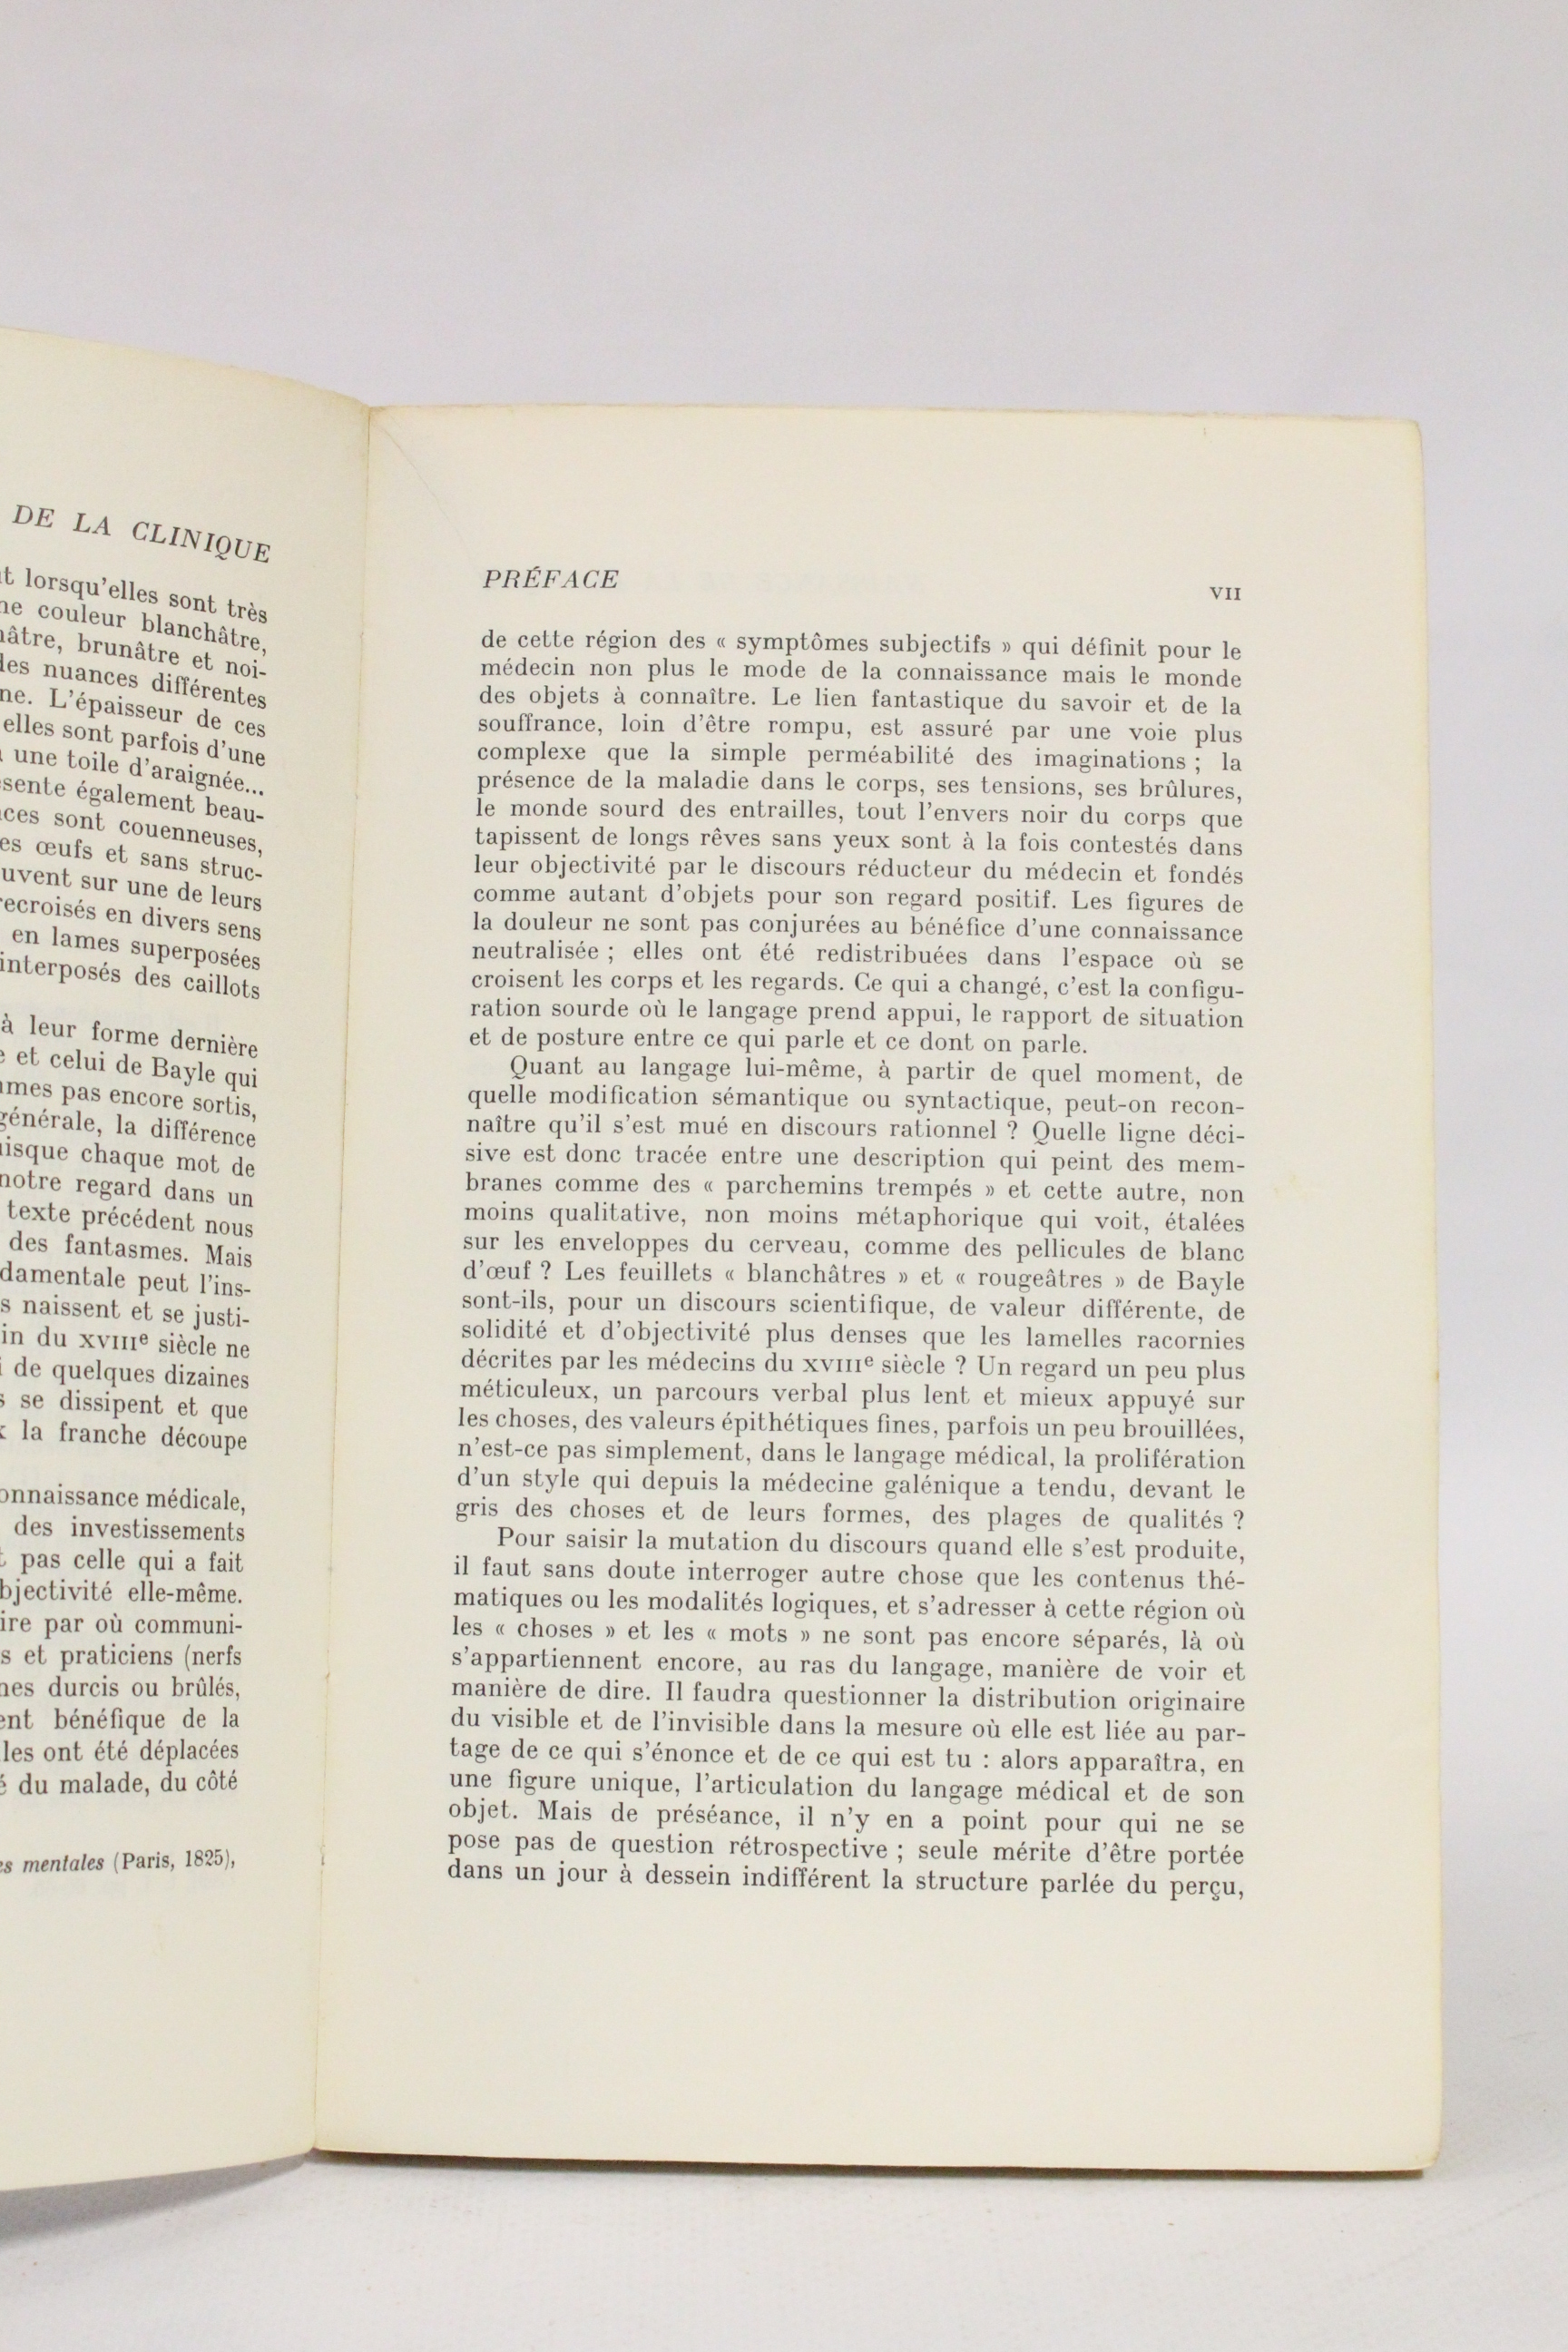 DE LA CLINIQUE
lorsqu'elles sont très
couleur blanchâtre,
brunâtre et noi-
nuances différentes
L'épaisseur de ces
elles sont parfois d'une
une toile d'araignée...
également beau-
sont couenneuses,
œufs et sans struc-
sur une de leurs
en divers sens
en lames superposées
interposés des caillots
à leur forme dernière
et celui de Bayle qui
pas encore sortis,
générale, la différence
chaque mot de
notre regard dans un
texte précédent nous
des fantasmes. Mais
peut l'ins-
naissent et se justi-
du XVIIIe siècle ne
de quelques dizaines
se dissipent et que
la franche découpe
médicale,
des investissements
pas celle qui a fait
elle-même.
par où communi-
et praticiens (nerfs
durcis ou brûlés,
bénéfique de la
ont été déplacées
du malade, du côté
mentales (Paris, 1825),
PRÉFACE
VII
de cette région des « symptômes subjectifs » qui définit pour le
médecin non plus le mode de la connaissance mais le monde
des objets à connaître. Le lien fantastique du savoir et de la
souffrance, loin d'être rompu, est assuré par une voie plus
complexe que la simple perméabilité des imaginations ; la
présence de la maladie dans le corps, ses tensions, ses brûlures,
le monde sourd des entrailles, tout l'envers noir du corps que
tapissent de longs rêves sans yeux sont à la fois contestés dans
leur objectivité par le discours réducteur du médecin et fondés
comme autant d'objets pour son regard positif. Les figures de
la douleur ne sont pas conjurées au bénéfice d'une connaissance
neutralisée ; elles ont été redistribuées dans l'espace où se
croisent les corps et les regards. Ce qui a changé, c'est la configu-
ration sourde où le langage prend appui, le rapport de situation
et de posture entre ce qui parle et ce dont on parle.
Quant au langage lui-même, à partir de quel moment, de
quelle modification sémantique ou syntactique, peut-on recon-
naître qu'il s'est mué en discours rationnel ? Quelle ligne déci-
sive est donc tracée entre une description qui peint des mem-
branes comme des « parchemins trempés » et cette autre, non
moins qualitative, non moins métaphorique qui voit, étalées
sur les enveloppes du cerveau, comme des pellicules de blanc
d'œuf ? Les feuillets « blanchâtres » et « rougeâtres » de Bayle
sont-ils, pour un discours scientifique, de valeur différente, de
solidité et d'objectivité plus denses que les lamelles racornies
décrites par les médecins du XVIIIe siècle ? Un regard un peu plus
méticuleux, un parcours verbal plus lent et mieux appuyé sur
les choses, des valeurs épithétiques fines, parfois un peu brouillées,
n'est-ce pas simplement, dans le langage médical, la prolifération
d'un style qui depuis la médecine galénique a tendu, devant le
gris des choses et de leurs formes, des plages de qualités ?
Pour saisir la mutation du discours quand elle s'est produite,
il faut sans doute interroger autre chose que les contenus thé-
matiques ou les modalités logiques, et s'adresser à cette région où
les « choses » et les « mots » ne sont pas encore séparés, là où
s'appartiennent encore, au ras du langage, manière de voir et
manière de dire. Il faudra questionner la distribution originaire
du visible et de l'invisible dans la mesure où elle est liée au par-
tage de ce qui s'énonce et de ce qui est tu : alors apparaîtra, en
une figure unique, l'articulation du langage médical et de son
objet. Mais de préséance, il n'y en a point pour qui ne se
pose pas de question rétrospective ; seule mérite d'être portée
dans un jour à dessein indifférent la structure parlée du perçu,